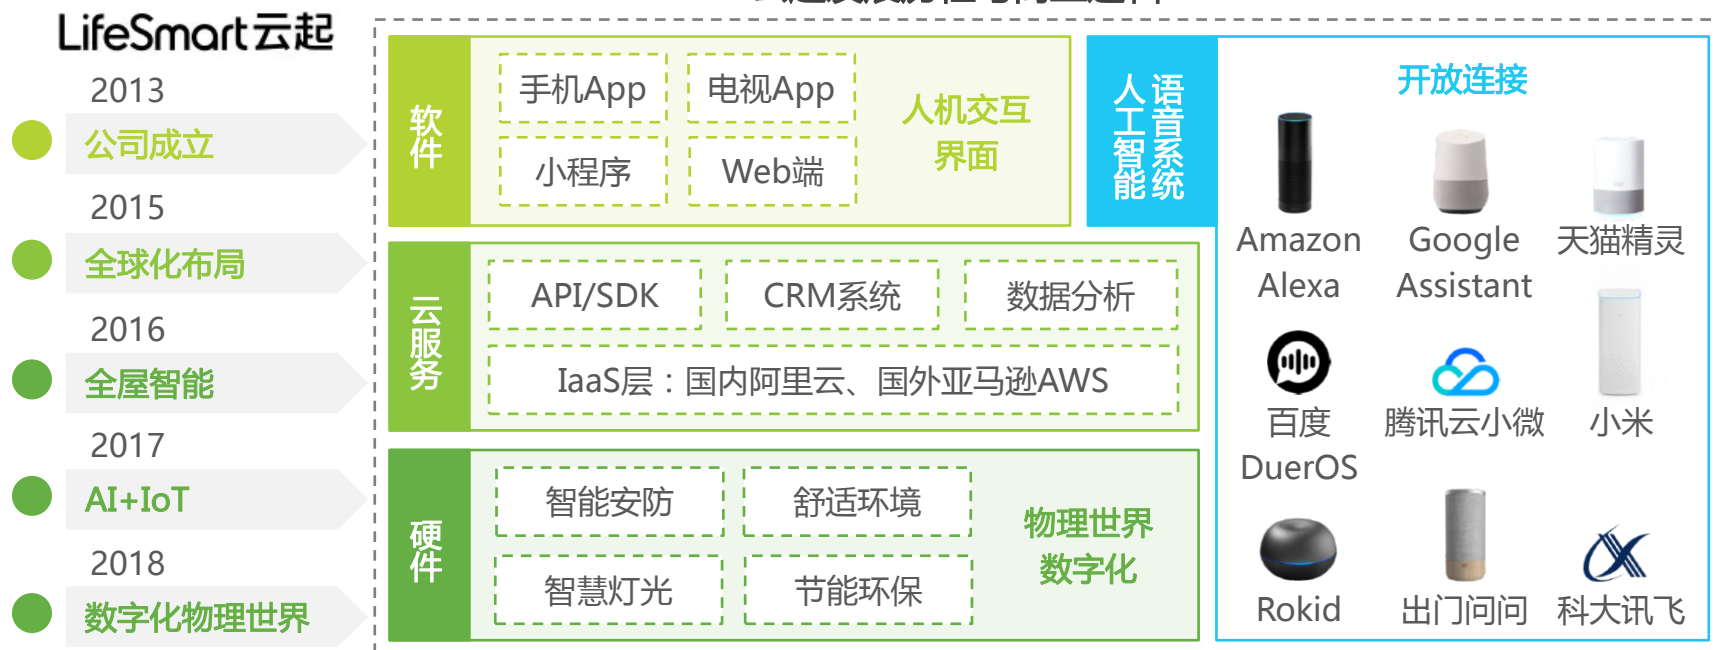 LifeSmart云起
2013
公司成立
2015
全球化布局
2016
全屋智能
2017
AI+IoT
2018
数字化物理世界
软件
手机App
电视App
小程序
Web端
人机交互
界面
云服务
API/SDK
CRM系统
数据分析
IaaS层：国内阿里云、国外亚马逊AWS
硬件
智能安防
舒适环境
智慧灯光
节能环保
物理世界
数字化
人工智能
语音系统
开放连接
Amazon
Alexa
Google
Assistant
天猫精灵
百度
DuerOS
腾讯云小微
小米
Rokid
出门问问
科大讯飞